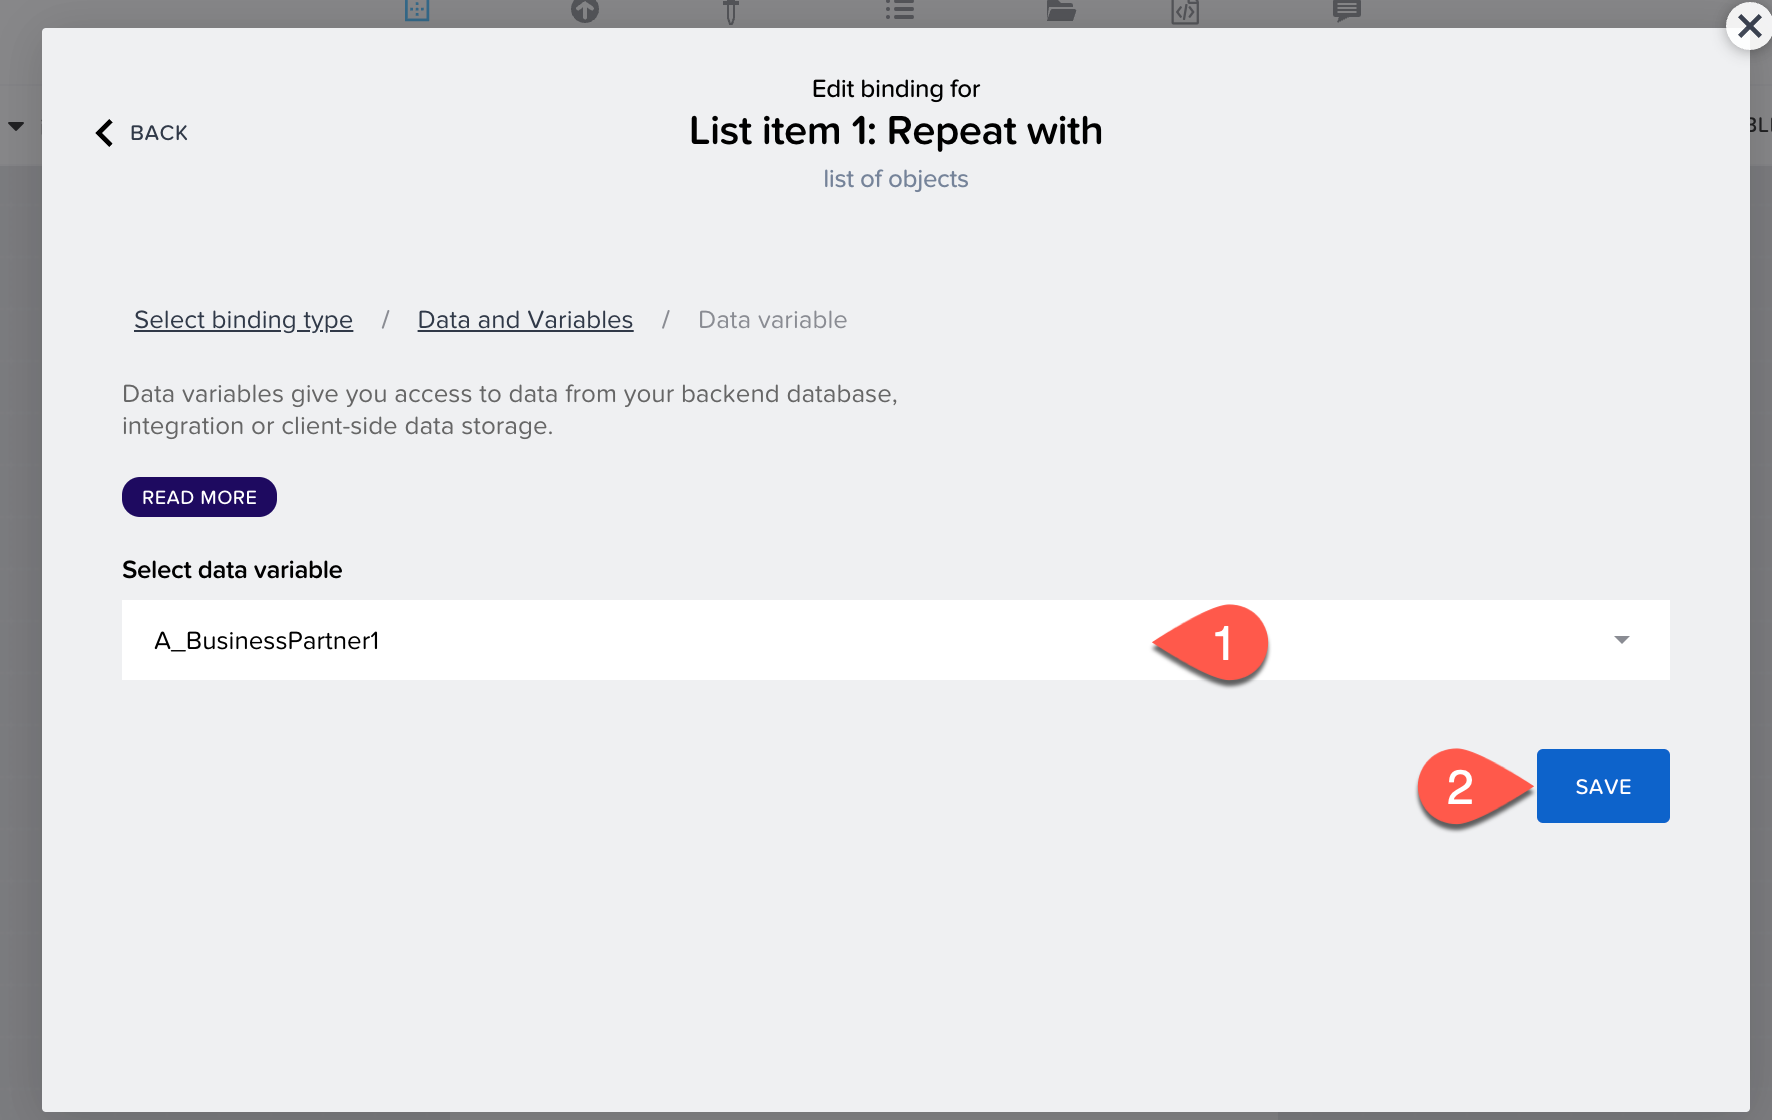 Edit binding for
BACK
List item 1: Repeat with
list of objects
Select binding type / Data and Variables / Data variable
Data variables give you access to data from your backend database,
integration or client-side data storage.
READ MORE
Select data variable
A_BusinessPartner1
1
2
SAVE